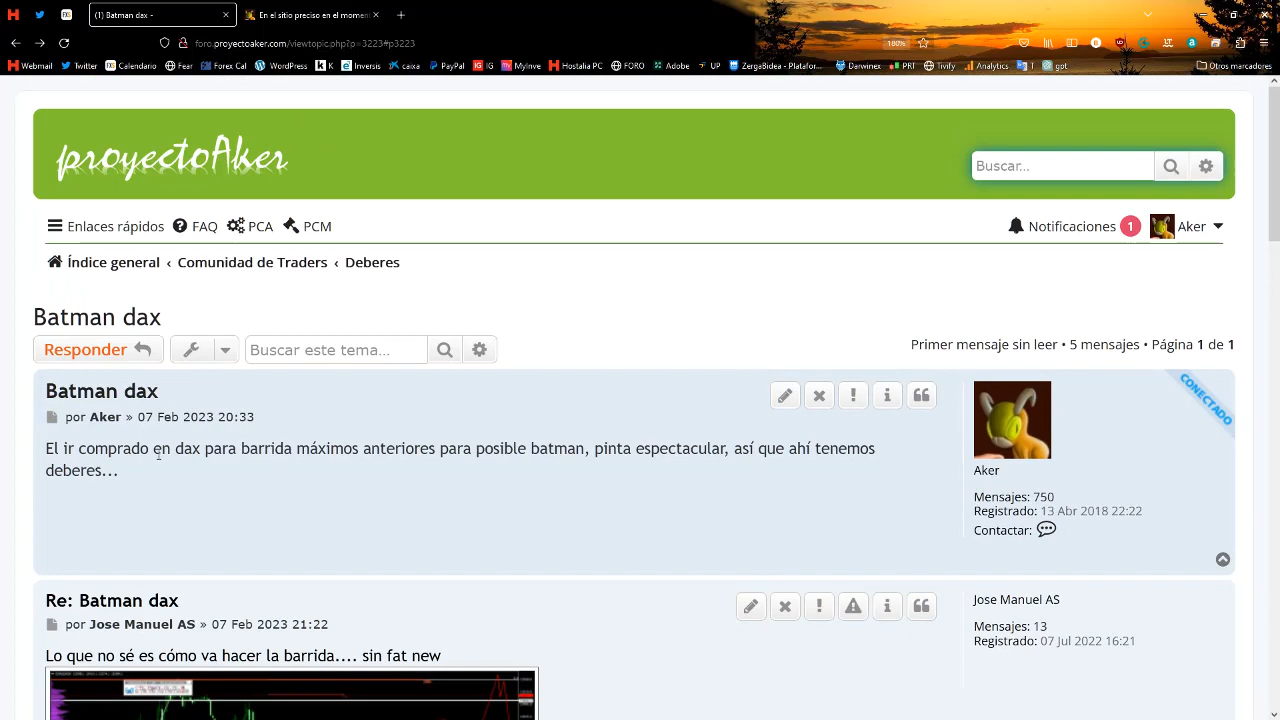 (1) Batman dax -
En el sitio preciso en el momen
foro.proyectoaker.com/viewtopic.php?p=3223#p3223
180%
Webmail Twitter Calendario Fear Forex Cal WordPress K Inversis caixa PayPal IG MyInve Hostalia PC FORO Adobe UP ZergaBidea - Platafor... Darwinex PRT Tivify Analytics T got Otros marcadores
proyectoAker
Buscar...
Enlaces rápidos FAQ PCA PCM
Notificaciones 1 Aker
Índice general ‹ Comunidad de Traders ‹ Deberes
Batman dax
Responder
Buscar este tema...
Primer mensaje sin leer • 5 mensajes • Página 1 de 1
Batman dax
por Aker » 07 Feb 2023 20:33
El ir comprado en dax para barrida máximos anteriores para posible batman, pinta espectacular, así que ahí tenemos
deberes...
CONECTADO
Aker
Mensajes: 750
Registrado: 13 Abr 2018 22:22
Contactar:
Re: Batman dax
por Jose Manuel AS » 07 Feb 2023 21:22
Lo que no sé es cómo va hacer la barrida.... sin fat new
Jose Manuel AS
Mensajes: 13
Registrado: 07 Jul 2022 16:21